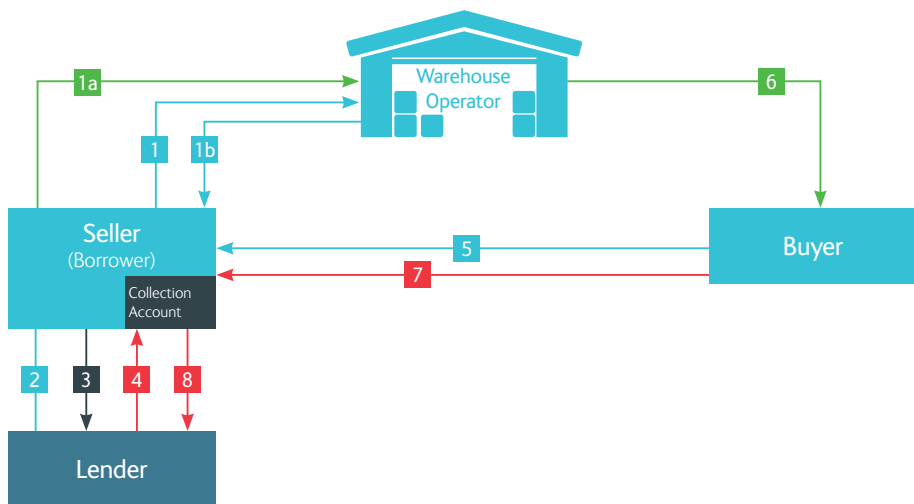 Warehouse
Operator
1a
6
1
1b
Seller
(Borrower)
5
Buyer
7
Collection
Account
2
3
4
8
Lender